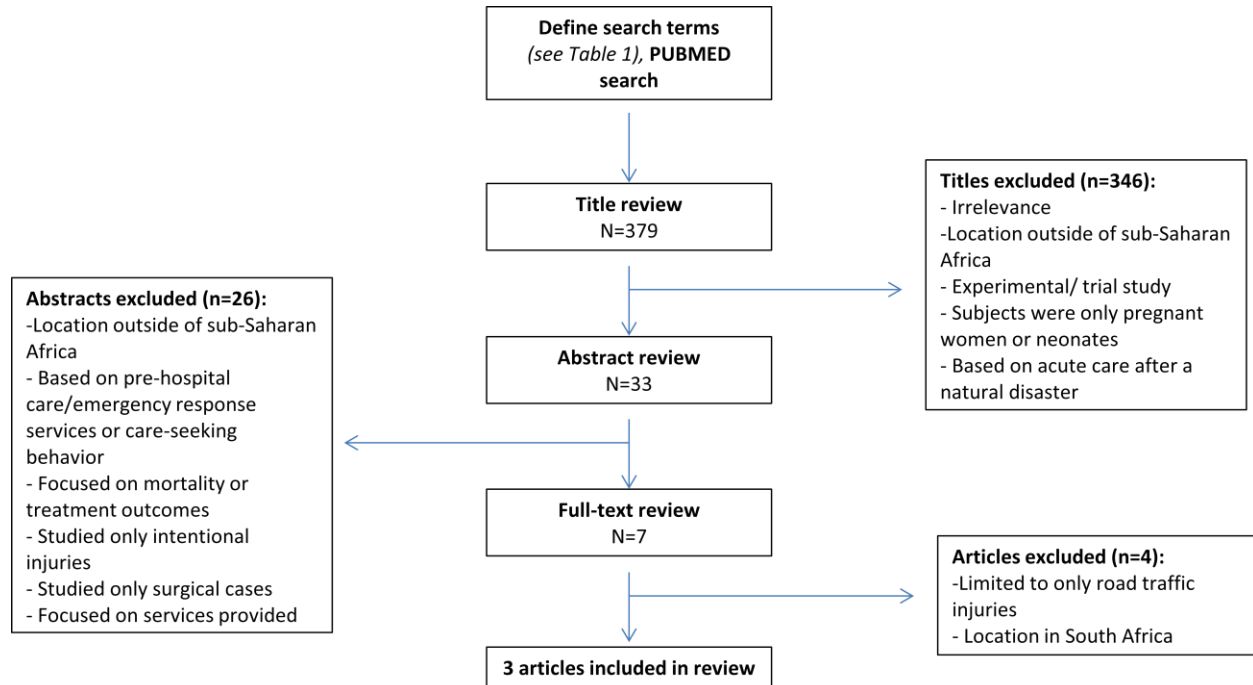 Define search terms
(see Table 1), PUBMED
search
Title review
N=379
Titles excluded (n=346):
- Irrelevance
-Location outside of sub-Saharan
Africa
- Experimental/ trial study
- Subjects were only pregnant
women or neonates
- Based on acute care after a
natural disaster
Abstract review
N=33
Abstracts excluded (n=26):
-Location outside of sub-Saharan
Africa
- Based on pre-hospital
care/emergency response
services or care-seeking
behavior
- Focused on mortality or
treatment outcomes
- Studied only intentional
injuries
- Studied only surgical cases
- Focused on services provided
Full-text review
N=7
Articles excluded (n=4):
-Limited to only road traffic
injuries
- Location in South Africa
3 articles included in review